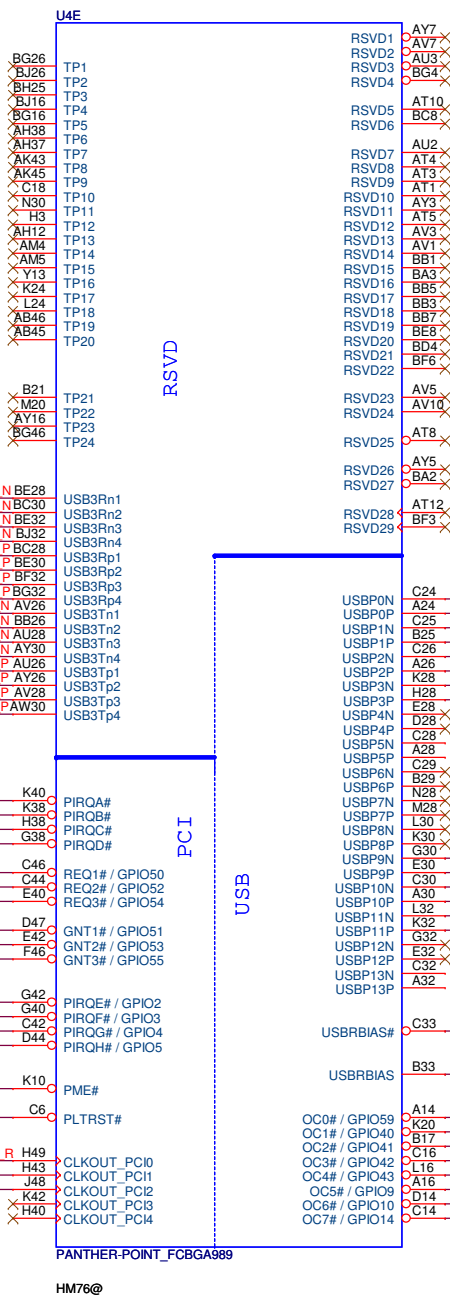 U4E
BG26 TP1
BJ26 TP2
BH25 TP3
BJ16 TP4
BG16 TP5
AH38 TP6
AH37 TP7
AK43 TP8
AK45 TP9
C18 TP10
N30 TP11
H3 TP12
AH12 TP13
AM4 TP14
AM5 TP15
Y13 TP16
K24 TP17
L24 TP18
AB46 TP19
AB45 TP20
B21 TP21
M20 TP22
AY16 TP23
BG46 TP24
RSVD
N BE28 USB3Rn1
N BC30 USB3Rn2
N BE32 USB3Rn3
N BJ32 USB3Rn4
P BC28 USB3Rp1
P BE30 USB3Rp2
P BF32 USB3Rp3
P BG32 USB3Rp4
N AV26 USB3Tn1
N BB26 USB3Tn2
N AU28 USB3Tn3
N AY30 USB3Tn4
P AU26 USB3Tp1
P AY26 USB3Tp2
P AV28 USB3Tp3
P AW30 USB3Tp4
K40 PIRQA#
K38 PIRQB#
H38 PIRQC#
G38 PIRQD#
PCI
C46 REQ1# / GPIO50
C44 REQ2# / GPIO52
E40 REQ3# / GPIO54
D47 GNT1# / GPIO51
E42 GNT2# / GPIO53
F46 GNT3# / GPIO55
G42 PIRQE# / GPIO2
G40 PIRQF# / GPIO3
C42 PIRQG# / GPIO4
D44 PIRQH# / GPIO5
K10 PME#
C6 PLTRST#
R H49 CLKOUT_PCI0
H43 CLKOUT_PCI1
J48 CLKOUT_PCI2
K42 CLKOUT_PCI3
H40 CLKOUT_PCI4
RSVD1 AY7
RSVD2 AV7
RSVD3 AU3
RSVD4 BG4
RSVD5 AT10
RSVD6 BC8
RSVD7 AU2
RSVD8 AT4
RSVD9 AT3
RSVD10 AT1
RSVD11 AY3
RSVD12 AT5
RSVD13 AV3
RSVD14 AV1
RSVD15 BB1
RSVD16 BA3
RSVD17 BB5
RSVD18 BB3
RSVD19 BB7
RSVD20 BE8
RSVD21 BD4
RSVD22 BF6
RSVD23 AV5
RSVD24 AV10
RSVD25 AT8
RSVD26 AY5
RSVD27 BA2
RSVD28 AT12
RSVD29 BF3
USBP0N C24
USBP0P A24
USBP1N C25
USBP1P B25
USBP2N C26
USBP2P A26
USBP3N K28
USBP3P H28
USBP4N E28
USBP4P D28
USBP5N C28
USBP5P A28
USBP6N C29
USBP6P B29
USBP7N N28
USBP7P M28
USBP8N L30
USBP8P K30
USBP9N G30
USBP9P E30
USBP10N C30
USBP10P A30
USBP11N L32
USBP11P K32
USBP12N G32
USBP12P E32
USBP13N C32
USBP13P A32
USB
USBRBIAS# C33
USBRBIAS B33
OC0# / GPIO59 A14
OC1# / GPIO40 K20
OC2# / GPIO41 B17
OC3# / GPIO42 C16
OC4# / GPIO43 L16
OC5# / GPIO9 A16
OC6# / GPIO10 D14
OC7# / GPIO14 C14
PANTHER-POINT_FCBGA989
HM76@